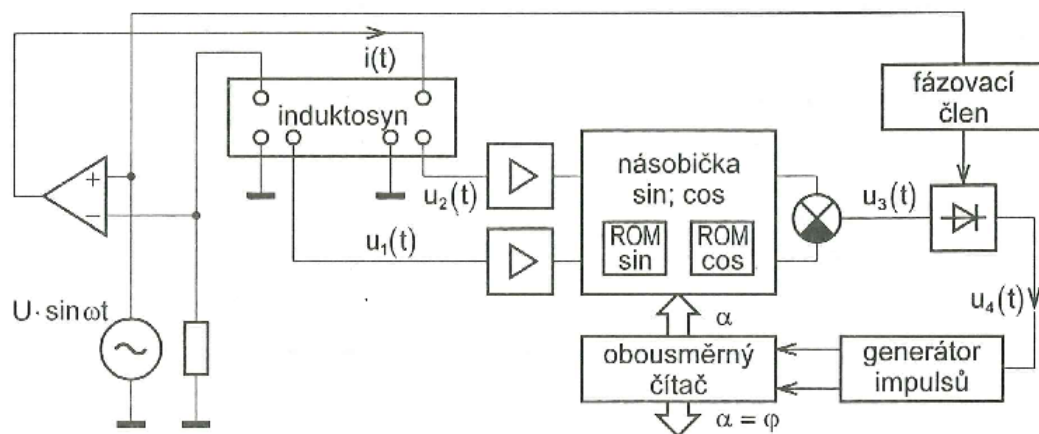 i(t)
fázovací
člen
induktosyn
+
−
u₂(t)
násobička
sin; cos
ROM
sin
ROM
cos
u₃(t)
u₁(t)
U · sin ωt
α
u₄(t)
obousměrný
čítač
generátor
impulsů
α = φ